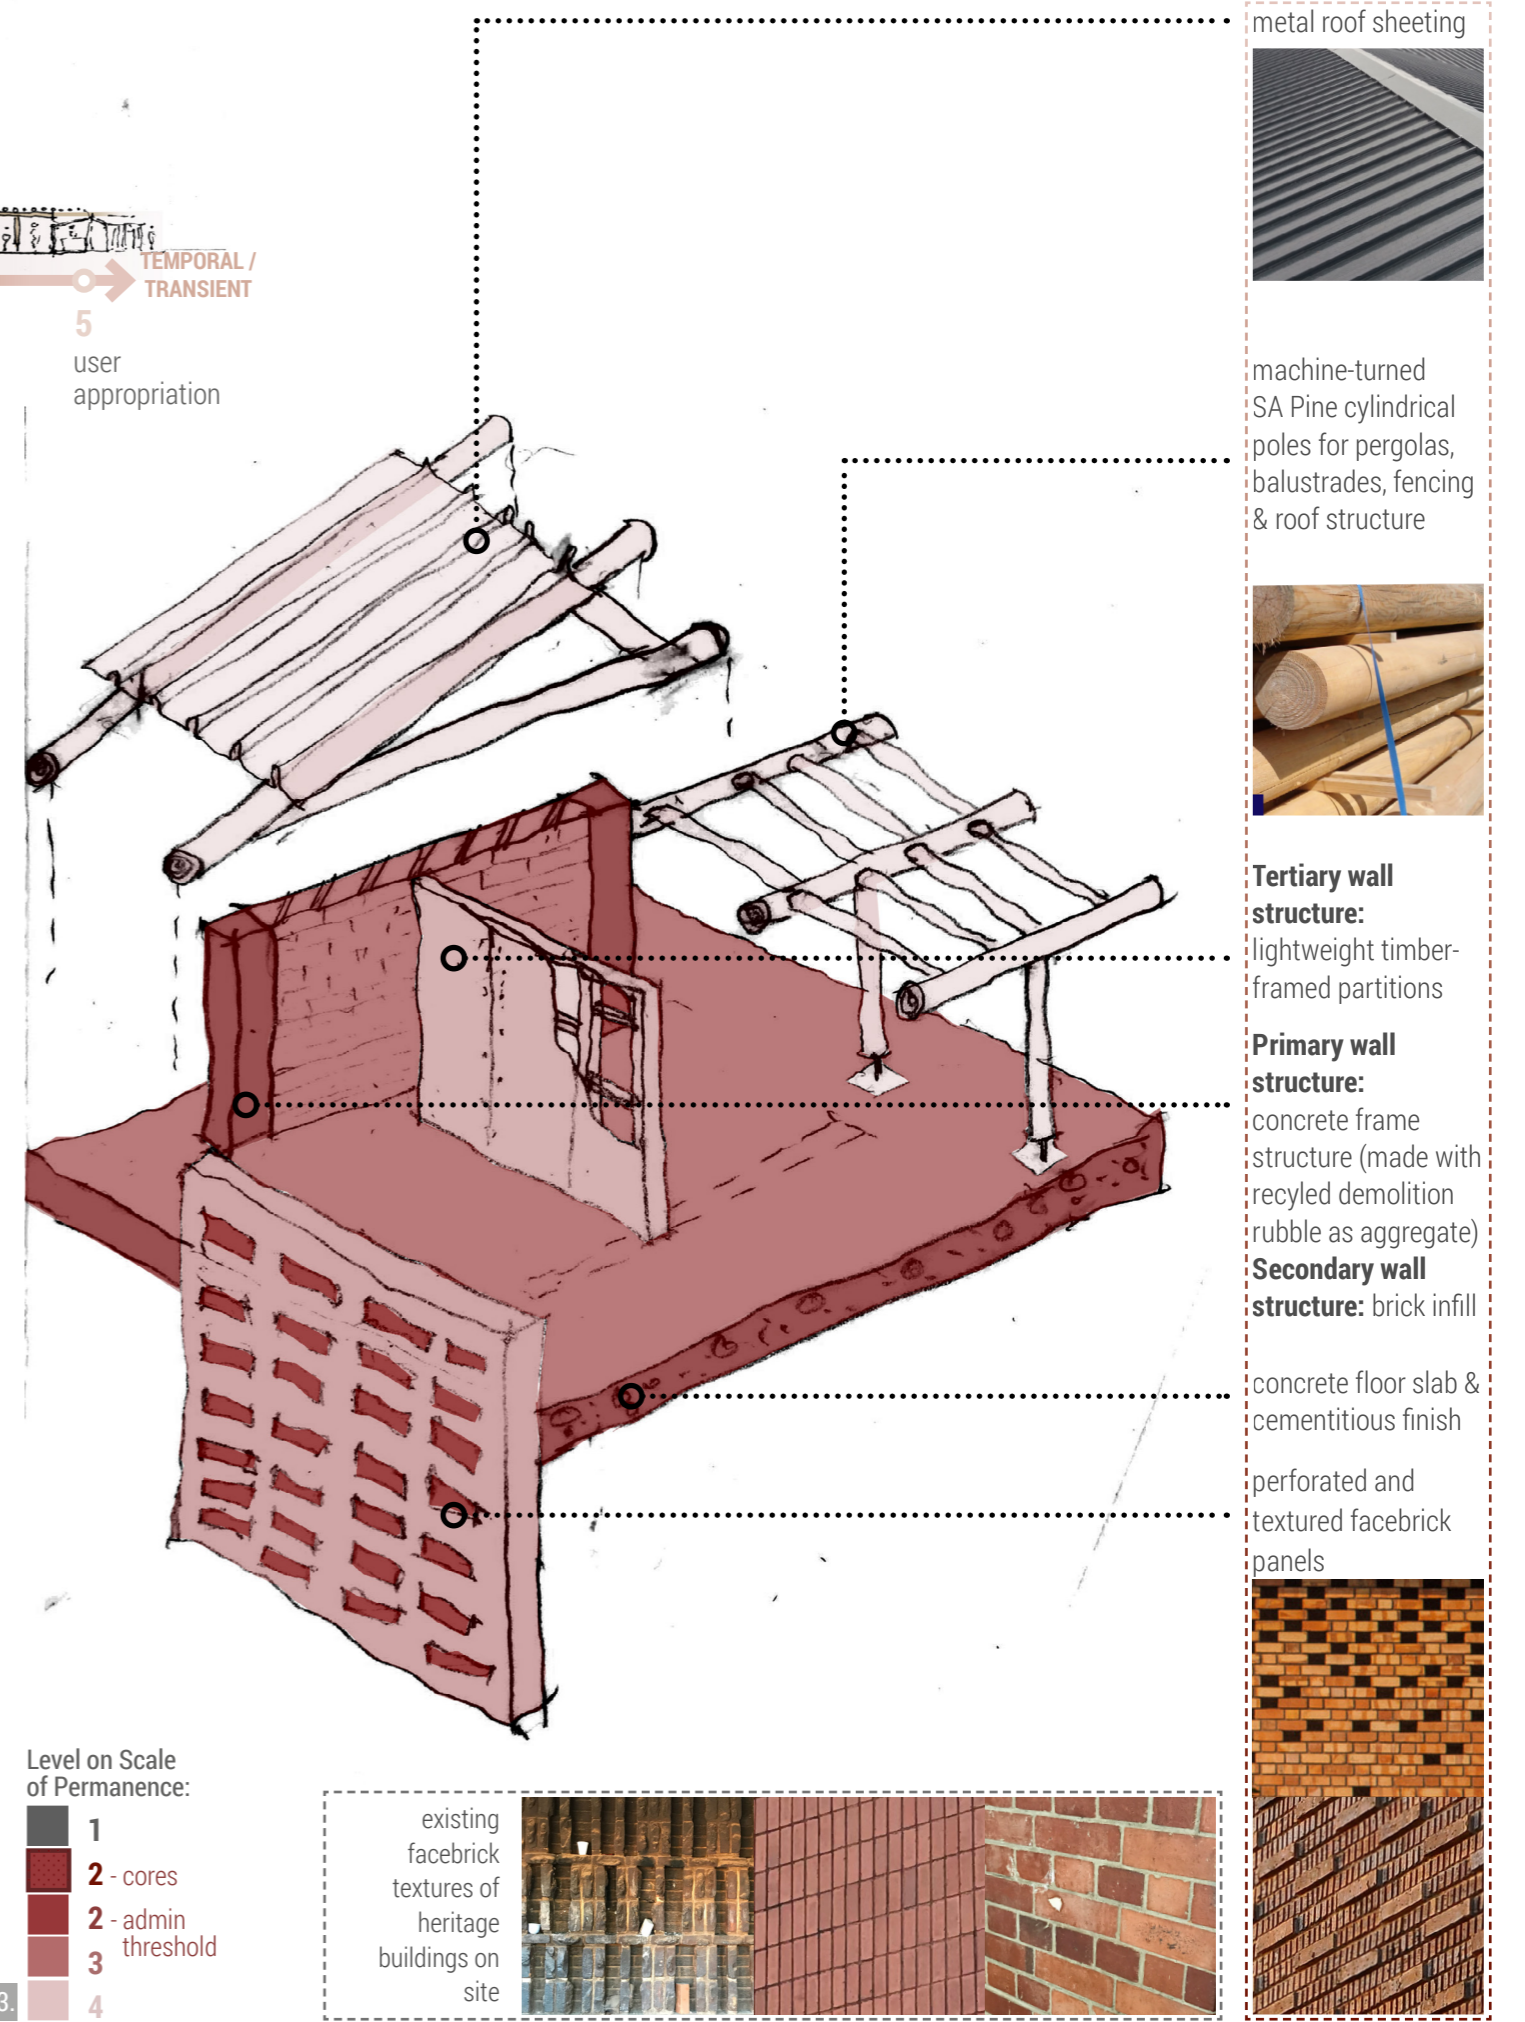 metal roof sheeting
TEMPORAL /
TRANSIENT
5
user
appropriation
machine-turned
SA Pine cylindrical
poles for pergolas,
balustrades, fencing
& roof structure
Tertiary wall
structure:
lightweight timber-
framed partitions
Primary wall
structure:
concrete frame
structure (made with
recyled demolition
rubble as aggregate)
Secondary wall
structure: brick infill
concrete floor slab &
cementitious finish
perforated and
textured facebrick
panels
Level on Scale
of Permanence:
1
2 - cores
2 - admin
threshold
3
4
3.
existing
facebrick
textures of
heritage
buildings on
site